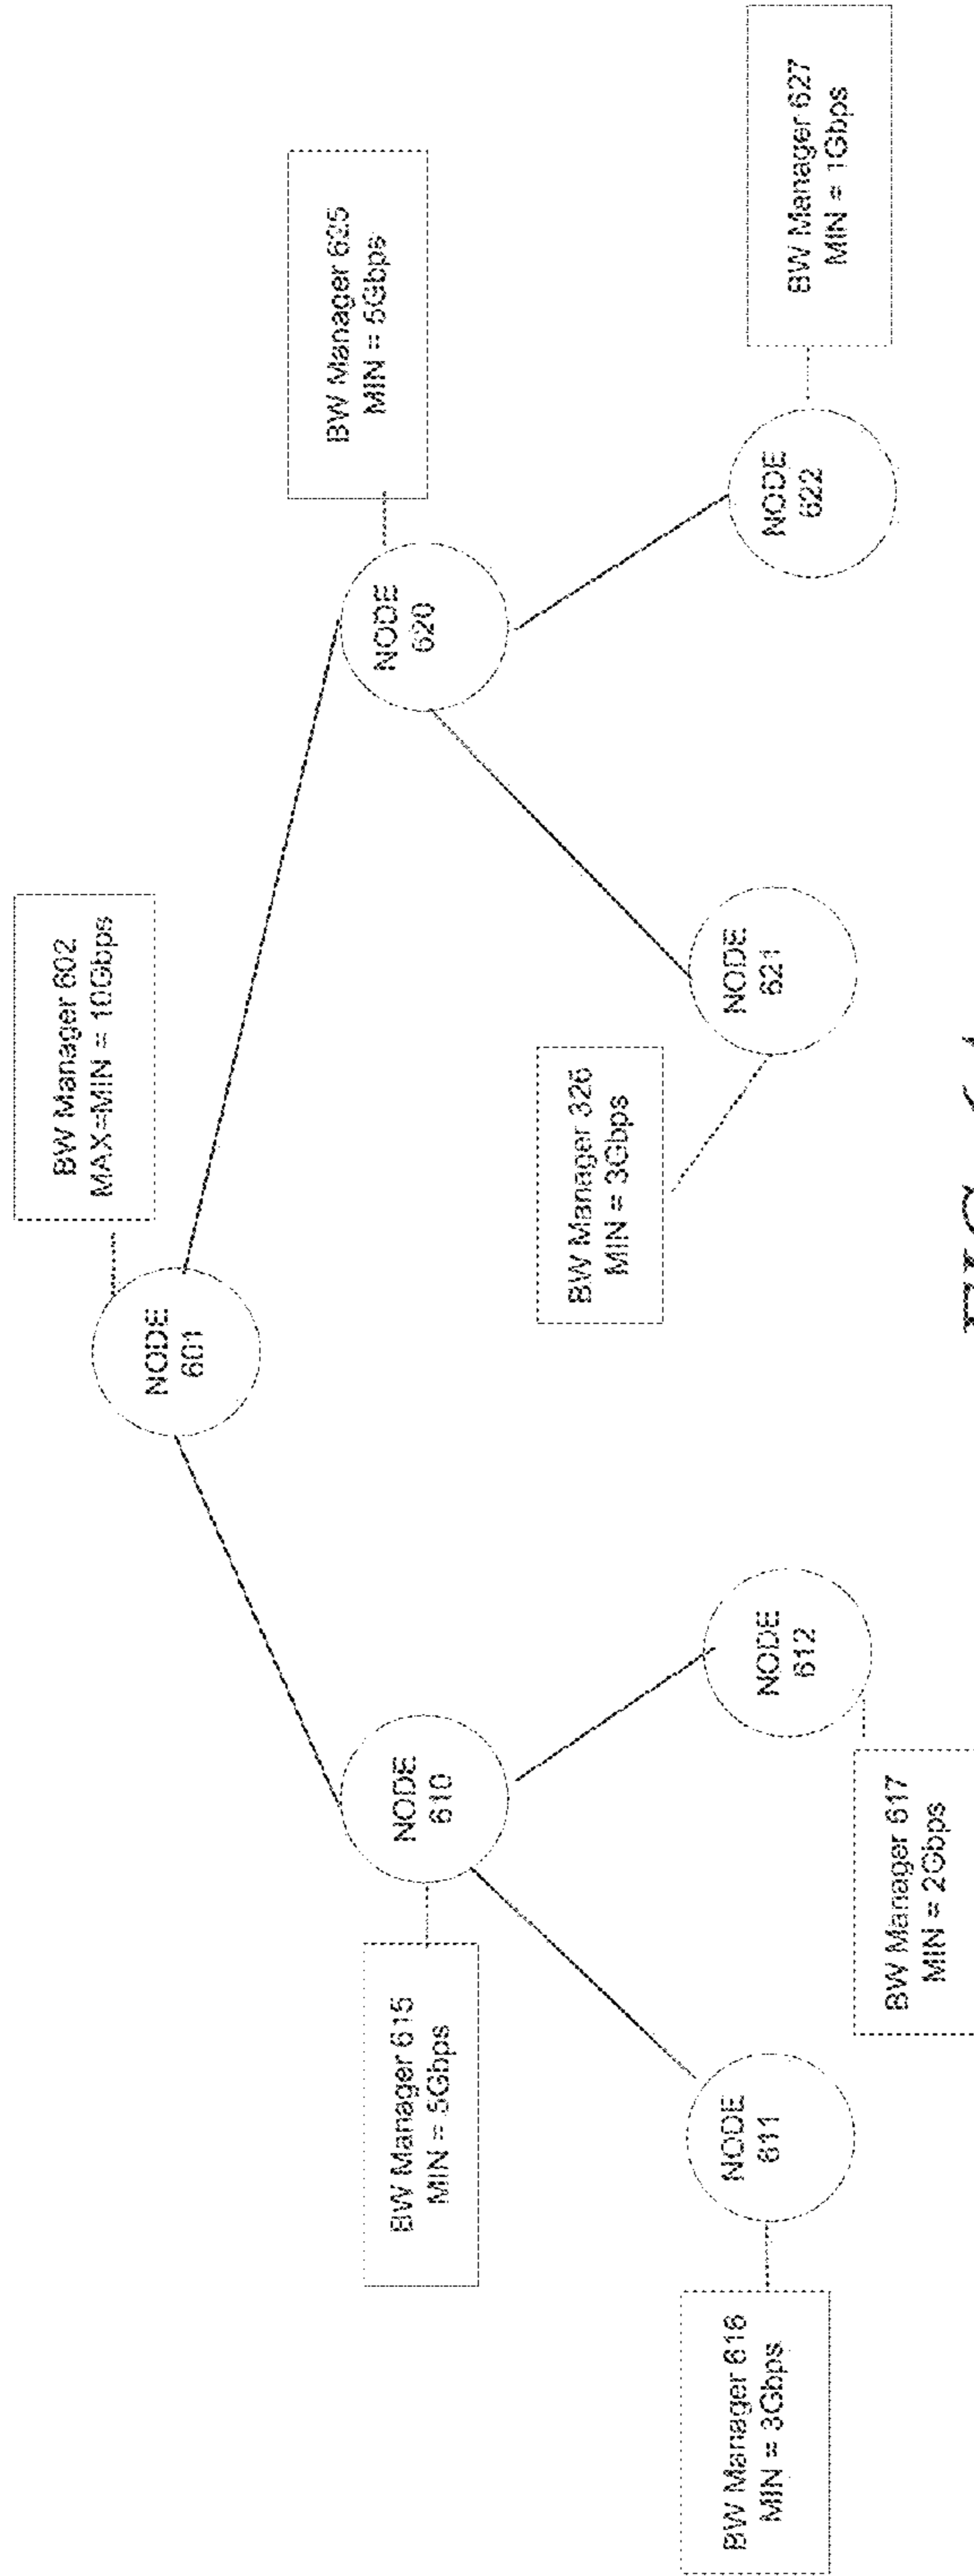 BW Manager 602
MAX=MIN = 10Gbps
NODE
601
BW Manager 615
MIN = 5Gbps
NODE
610
NODE
620
BW Manager 625
MIN = 5Gbps
BW Manager 616
MIN = 3Gbps
NODE
611
NODE
612
BW Manager 617
MIN = 2Gbps
BW Manager 326
MIN = 3Gbps
NODE
621
NODE
622
BW Manager 627
MIN = 1Gbps